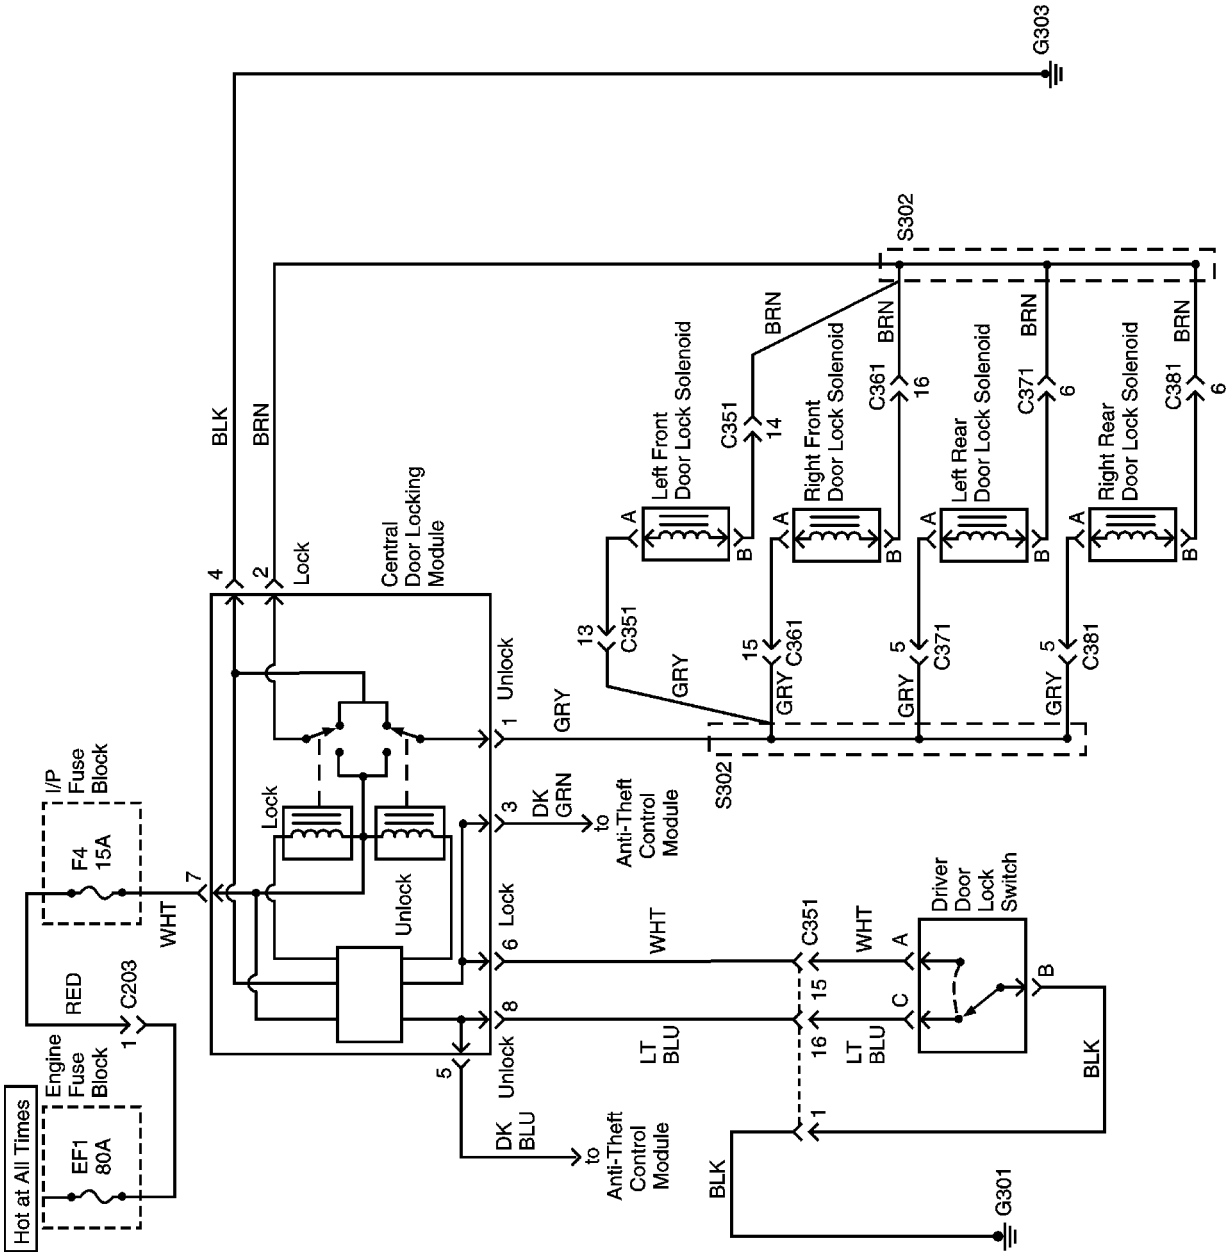 Hot at All Times
EF1
80A
Engine
Fuse
Block
RED
1
C203
F4
15A
I/P
Fuse
Block
WHT
7
4
BLK
2
BRN
Lock
Central
Door Locking
Module
Lock
Unlock
Unlock
1
GRY
3
DK
GRN
to
Anti-Theft
Control
Module
Lock
6
WHT
Unlock
8
LT
BLU
5
DK
BLU
to
Anti-Theft
Control
Module
C351
15
16
1
WHT
A
LT
BLU
C
Driver
Door
Lock
Switch
B
BLK
BLK
G301
G303
S302
GRY
13
C351
A
Left Front
Door Lock Solenoid
B
C351
14
BRN
GRY
15
C361
A
Right Front
Door Lock Solenoid
B
C361
16
BRN
GRY
5
C371
A
Left Rear
Door Lock Solenoid
B
C371
6
BRN
GRY
5
C381
A
Right Rear
Door Lock Solenoid
B
C381
6
BRN
S302